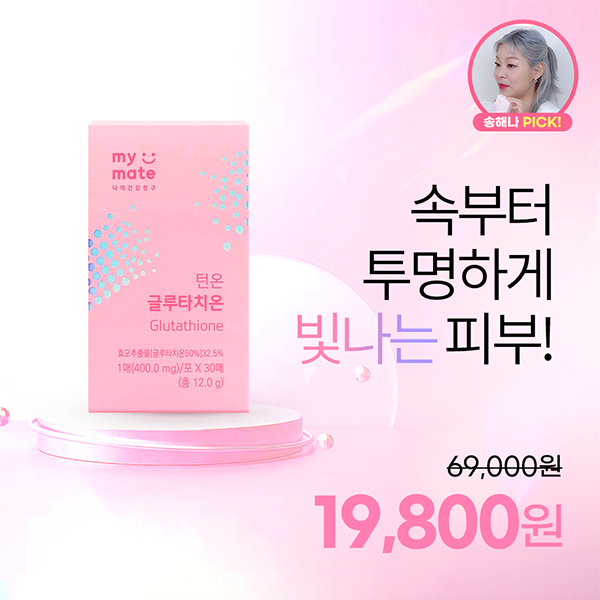 송해나 PICK!
my
mate
나의건강친구
턴온
글루타치온
Glutathione
효모추출물[글루타치온50%]32.5%
1매(400.0 mg)/포 X 30매
(총 12.0 g)
속부터
투명하게
빛나는 피부!
69,000원
19,800원